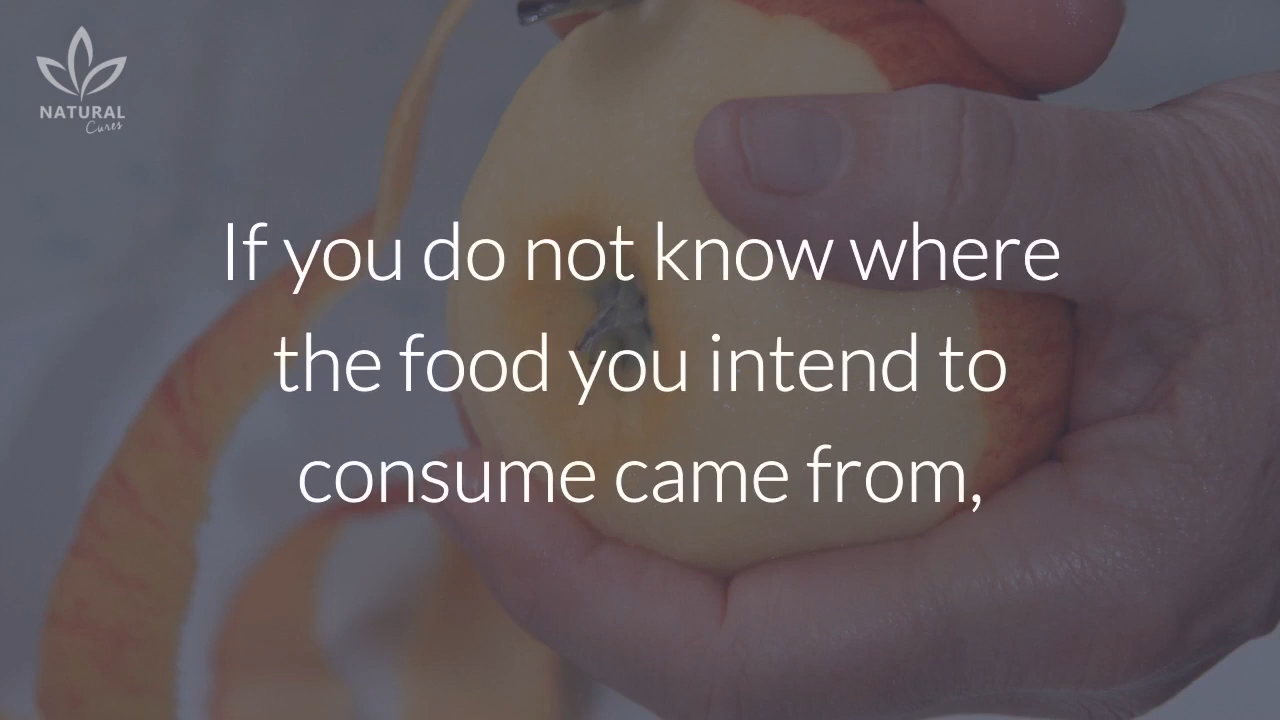 NATURAL
Cures
If you do not know where
the food you intend to
consume came from,